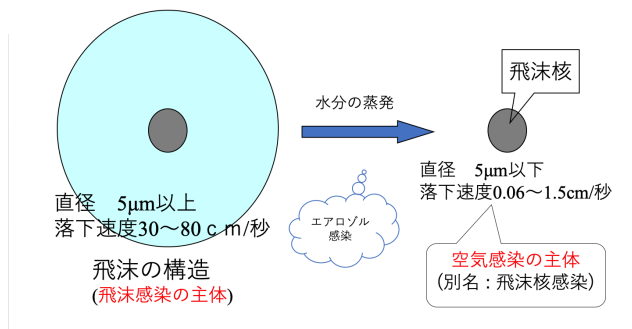 直径　5μm以上
落下速度30～80ｃｍ/秒
飛沫の構造
(飛沫感染の主体)
水分の蒸発
エアロゾル
感染
飛沫核
直径　5μm以下
落下速度0.06～1.5cm/秒
空気感染の主体
(別名：飛沫核感染)